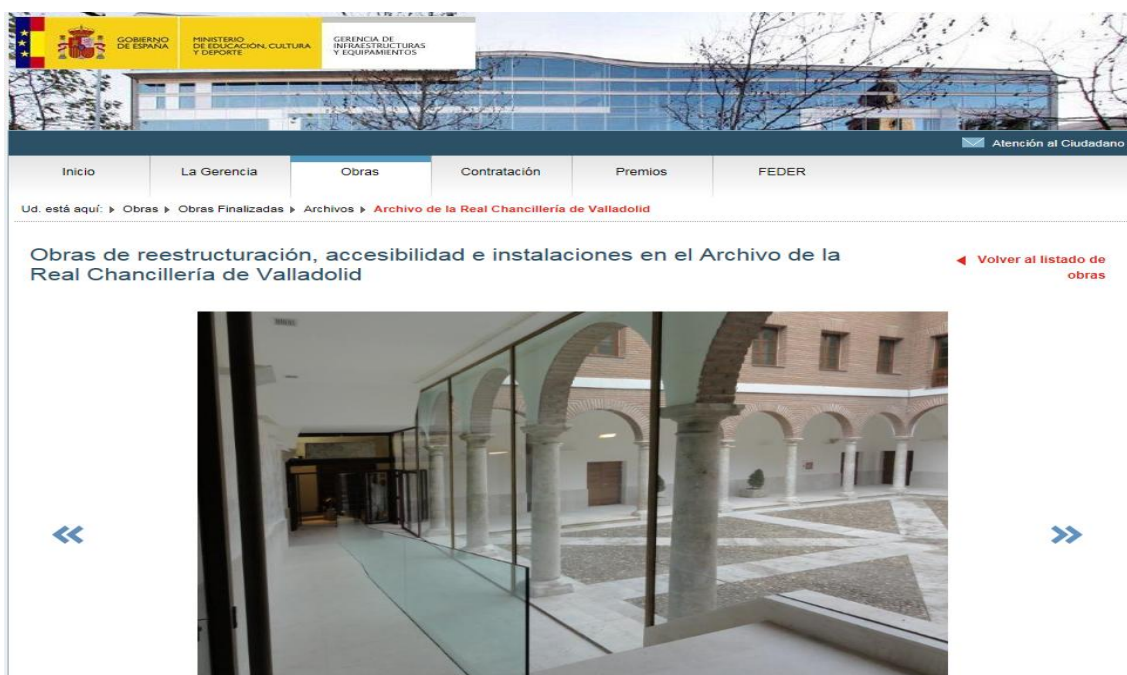 GOBIERNO
DE ESPAÑA
MINISTERIO
DE EDUCACIÓN, CULTURA
Y DEPORTE
GERENCIA DE
INFRAESTRUCTURAS
Y EQUIPAMIENTOS
Atención al Ciudadano
Inicio La Gerencia Obras Contratación Premios FEDER
Ud. está aquí: Obras Obras Finalizadas Archivos Archivo de la Real Chancillería de Valladolid
Obras de reestructuración, accesibilidad e instalaciones en el Archivo de la
Real Chancillería de Valladolid
Volver al listado de
obras